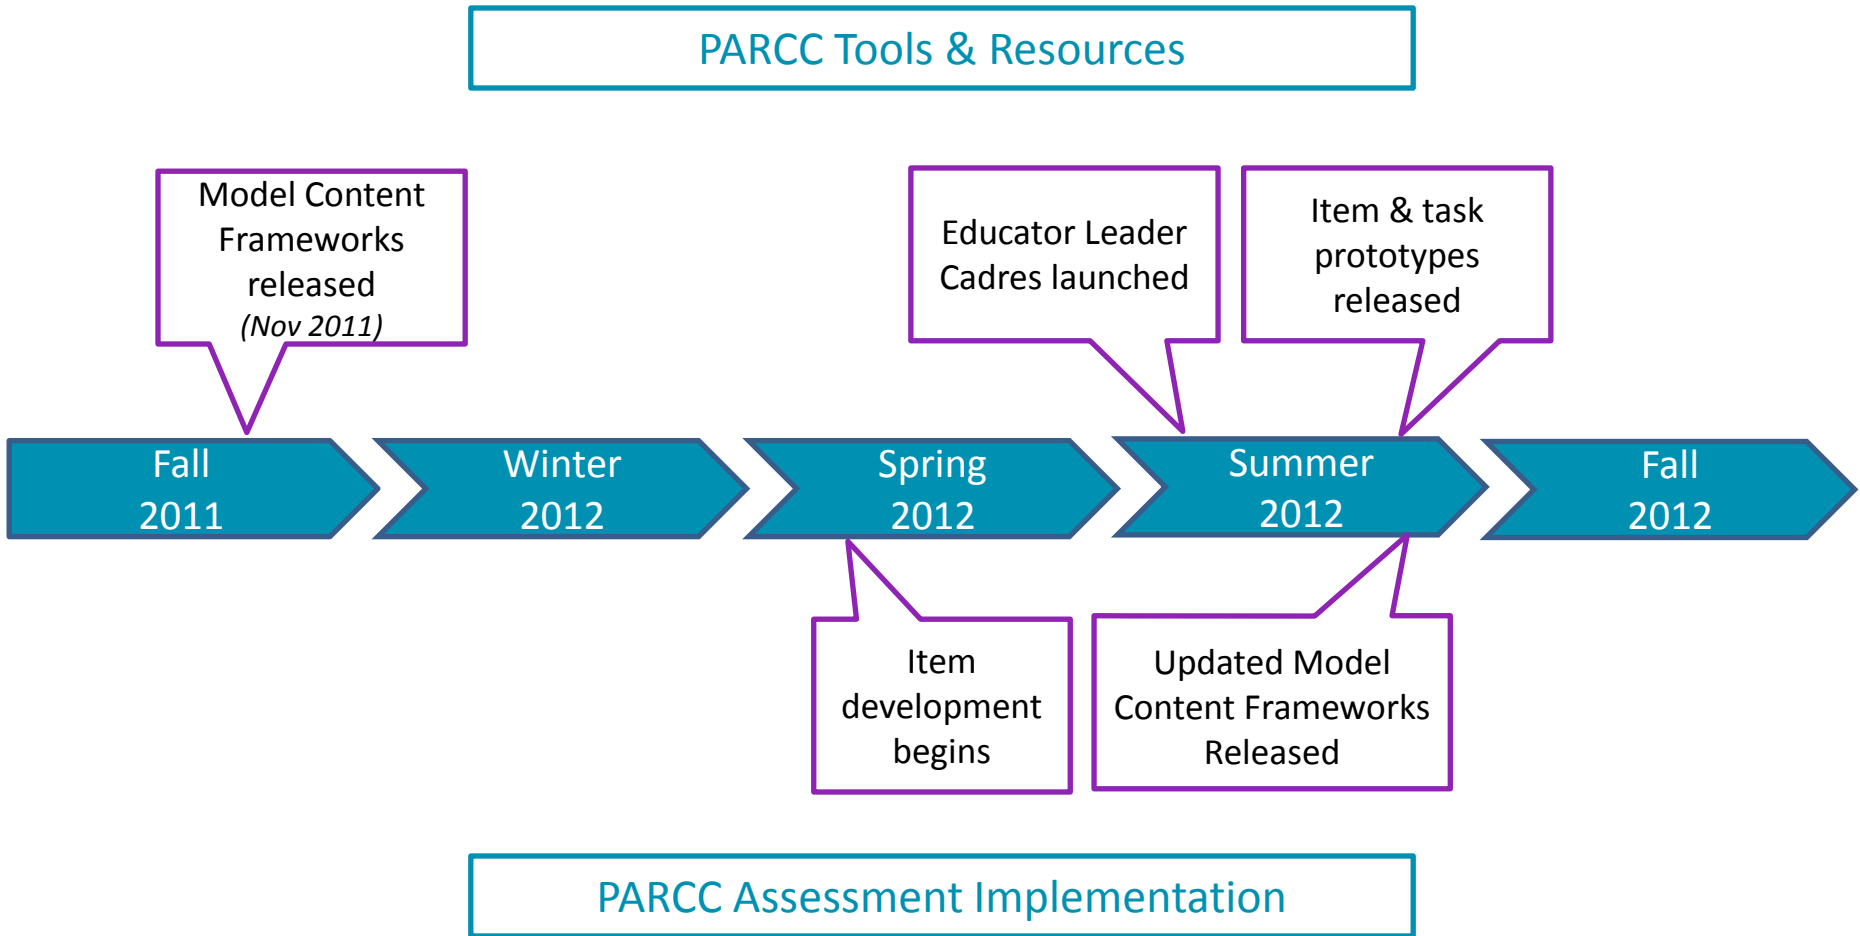 PARCC Tools & Resources
Model Content
Frameworks
released
(Nov 2011)
Educator Leader
Cadres launched
Item & task
prototypes
released
Fall
2011
Winter
2012
Spring
2012
Summer
2012
Fall
2012
Item
development
begins
Updated Model
Content Frameworks
Released
PARCC Assessment Implementation